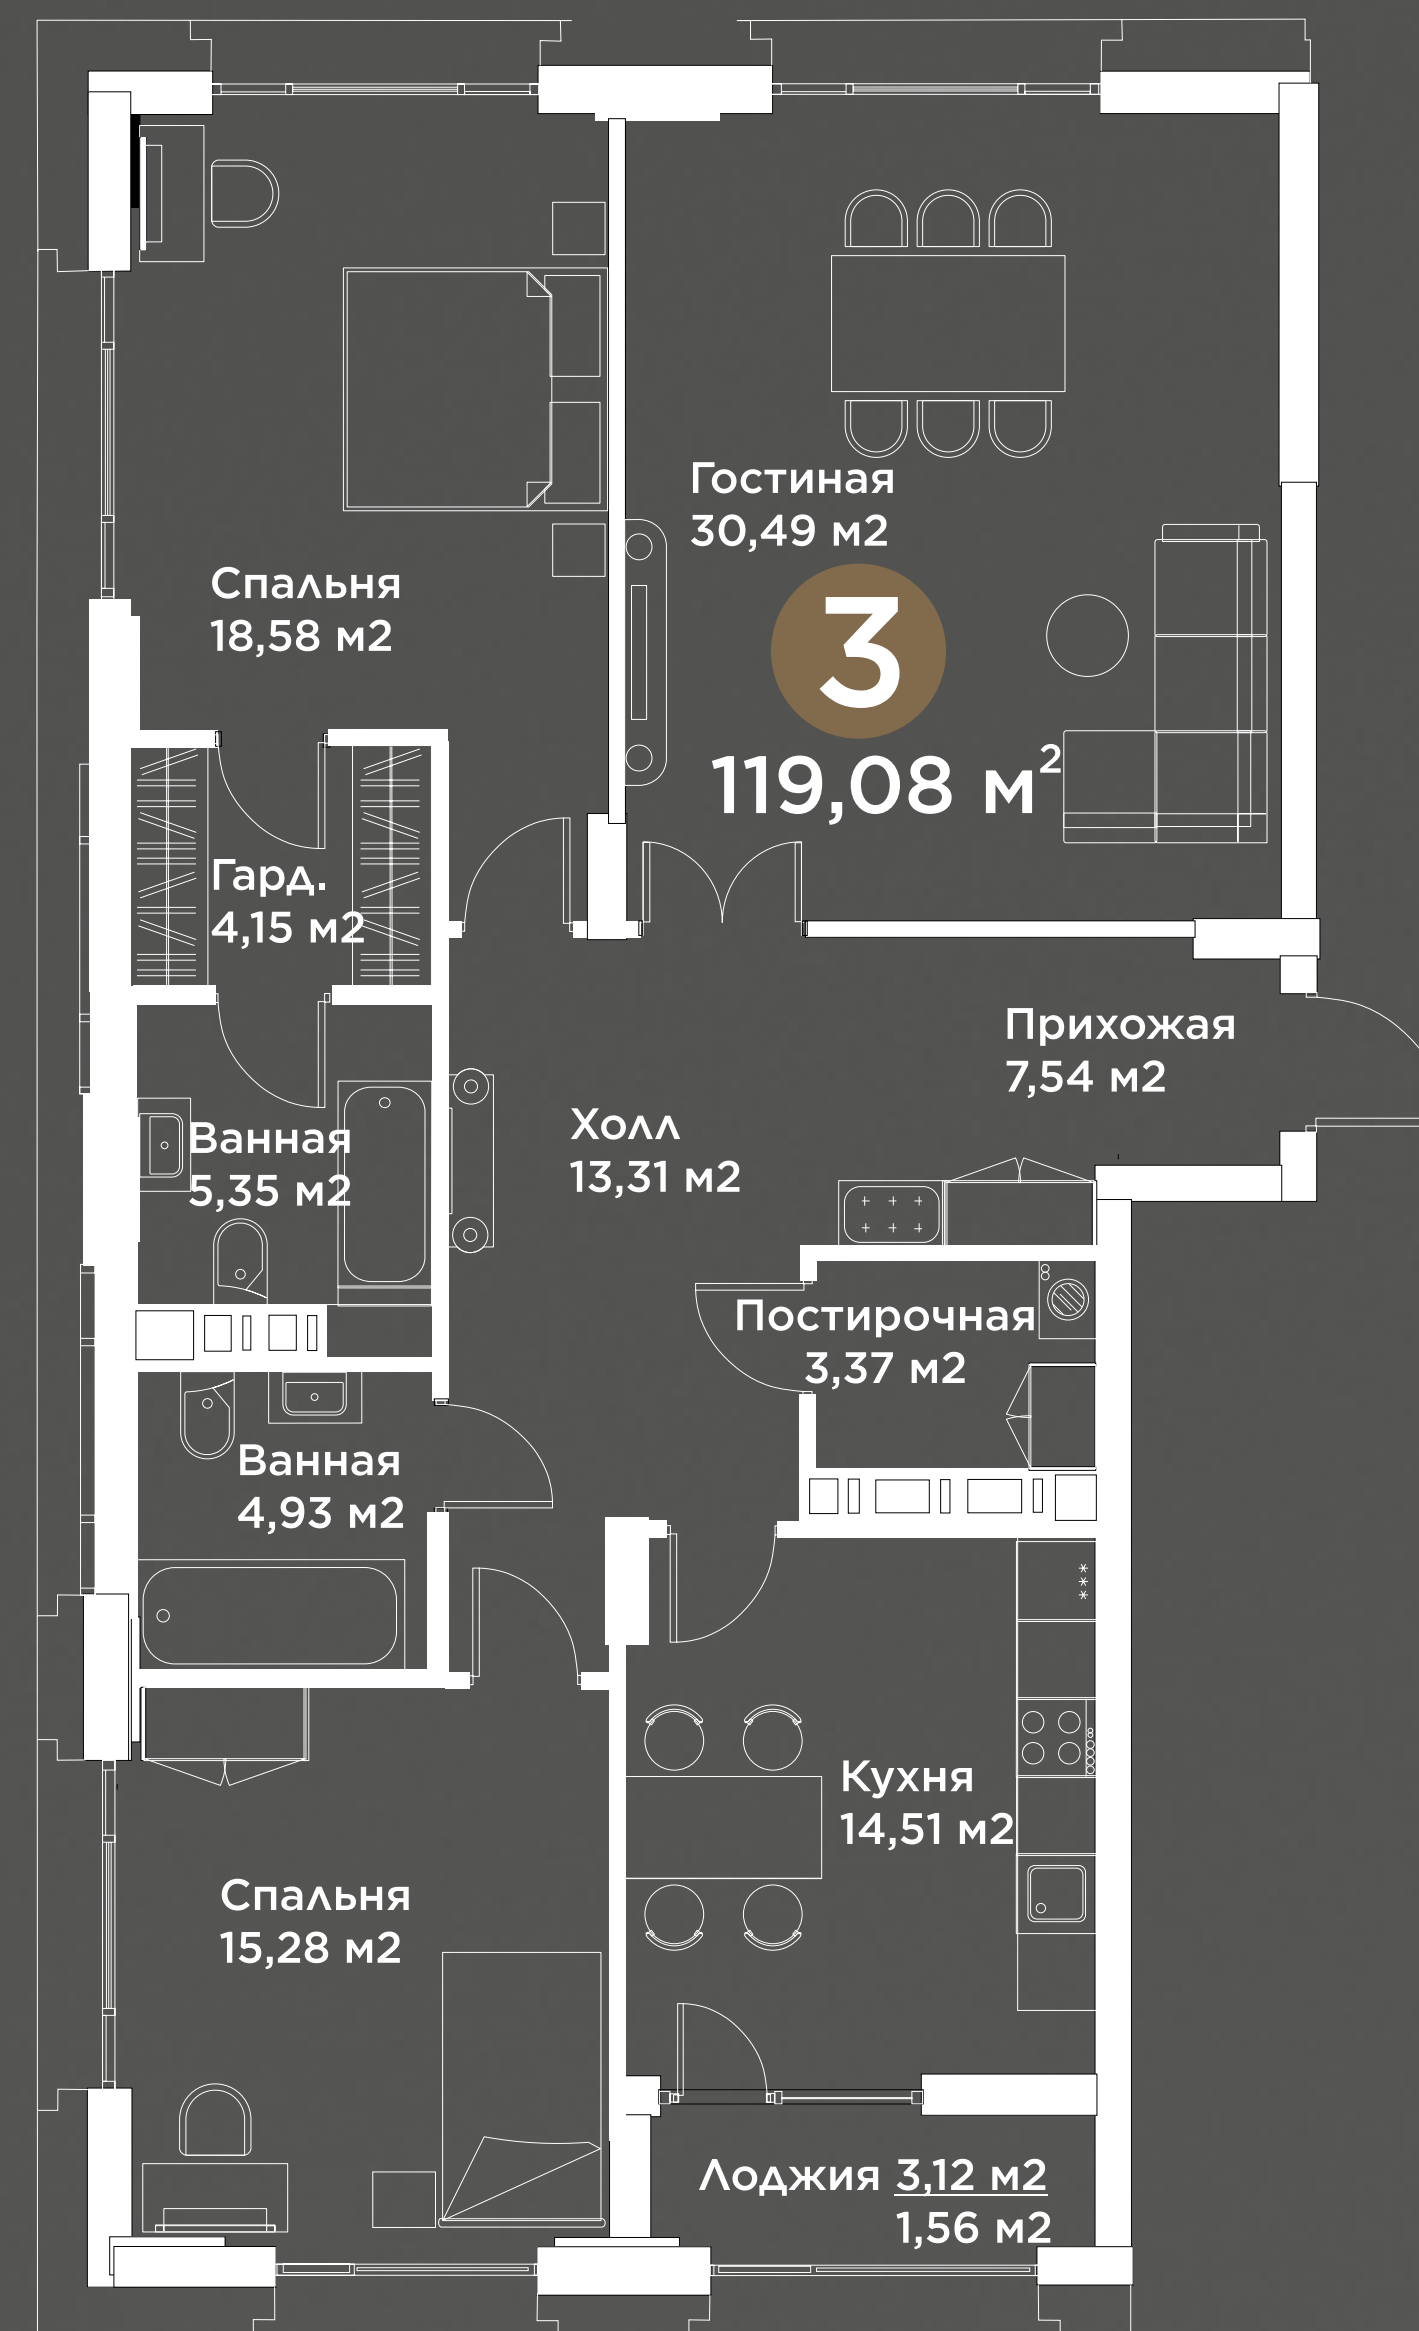 Гостиная
30,49 м2
Спальня
18,58 м2
3
119,08 м²
Гард.
4,15 м2
Прихожая
7,54 м2
Холл
13,31 м2
Ванная
5,35 м2
Постирочная
3,37 м2
Ванная
4,93 м2
Кухня
14,51 м2
Спальня
15,28 м2
Лоджия 3,12 м2
1,56 м2